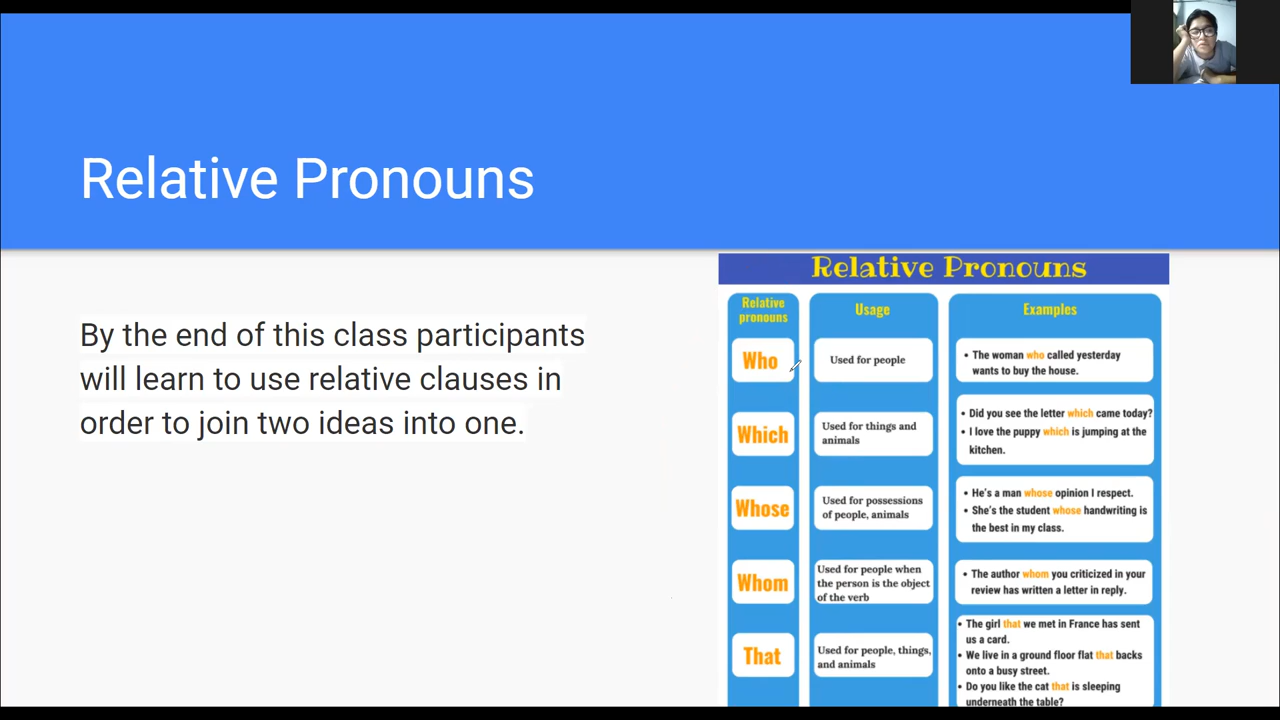 Relative Pronouns
By the end of this class participants
will learn to use relative clauses in
order to join two ideas into one.
Relative Pronouns
Relative
pronouns
Usage
Examples
Who
Used for people
• The woman who called yesterday
wants to buy the house.
Which
Used for things and
animals
• Did you see the letter which came today?
• I love the puppy which is jumping at the
kitchen.
Whose
Used for possessions
of people, animals
• He's a man whose opinion I respect.
• She's the student whose handwriting is
the best in my class.
Whom
Used for people when
the person is the object
of the verb
• The author whom you criticized in your
review has written a letter in reply.
That
Used for people, things,
and animals
• The girl that we met in France has sent
us a card.
• We live in a ground floor flat that backs
onto a busy street.
• Do you like the cat that is sleeping
underneath the table?